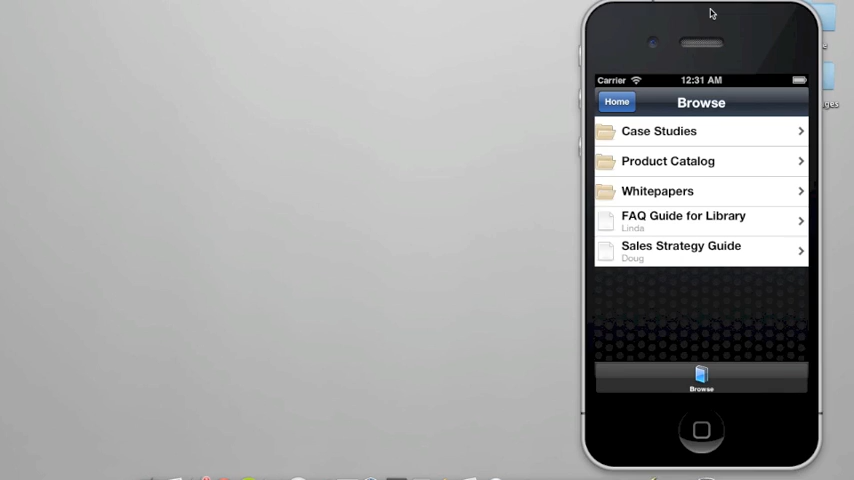 Carrier 12:31 AM
Home Browse
Case Studies
Product Catalog
Whitepapers
FAQ Guide for Library
Linda
Sales Strategy Guide
Doug
Browse